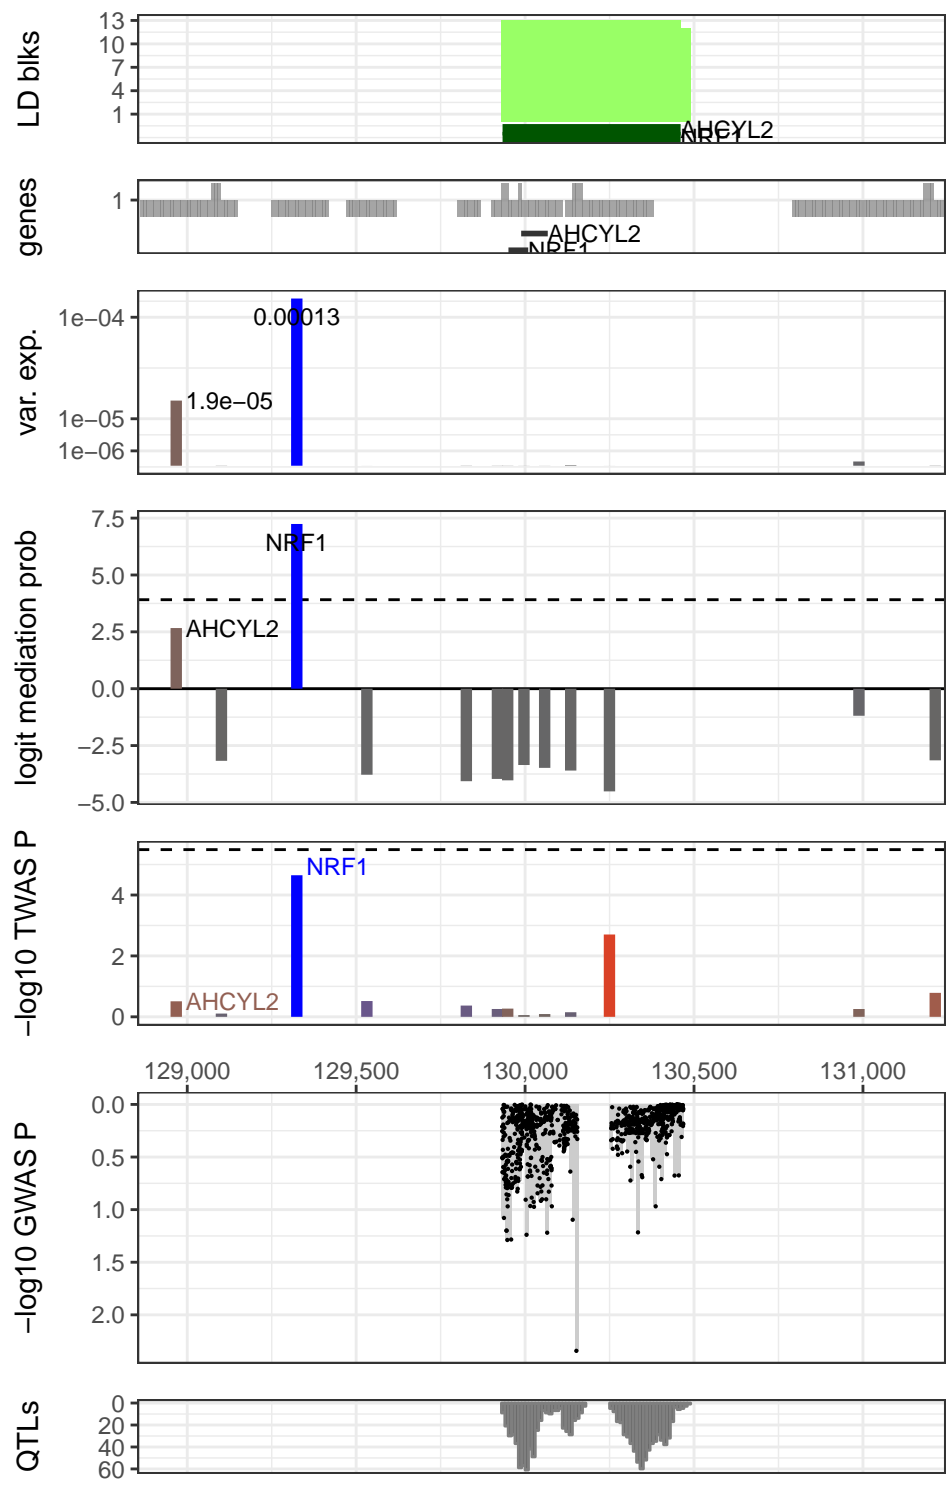 LD blks
13
10
7
4
1
AHCYL2
NRF1
genes
1
AHCYL2
NRF1
var. exp.
1e−04
1e−05
1e−06
0.00013
1.9e−05
logit mediation prob
7.5
5.0
2.5
0.0
−2.5
−5.0
NRF1
AHCYL2
−log10 TWAS P
4
2
0
NRF1
AHCYL2
129,000 129,500 130,000 130,500 131,000
−log10 GWAS P
0.0
0.5
1.0
1.5
2.0
QTLs
0
20
40
60